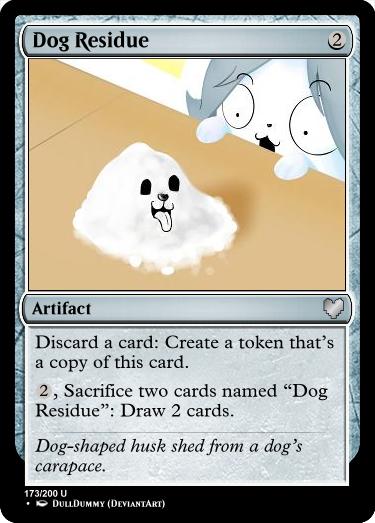 Dog Residue 2
Artifact
Discard a card: Create a token that's
a copy of this card.
2, Sacrifice two cards named “Dog
Residue”: Draw 2 cards.
Dog-shaped husk shed from a dog's
carapace.
173/200 U
• DullDummy (DeviantArt)